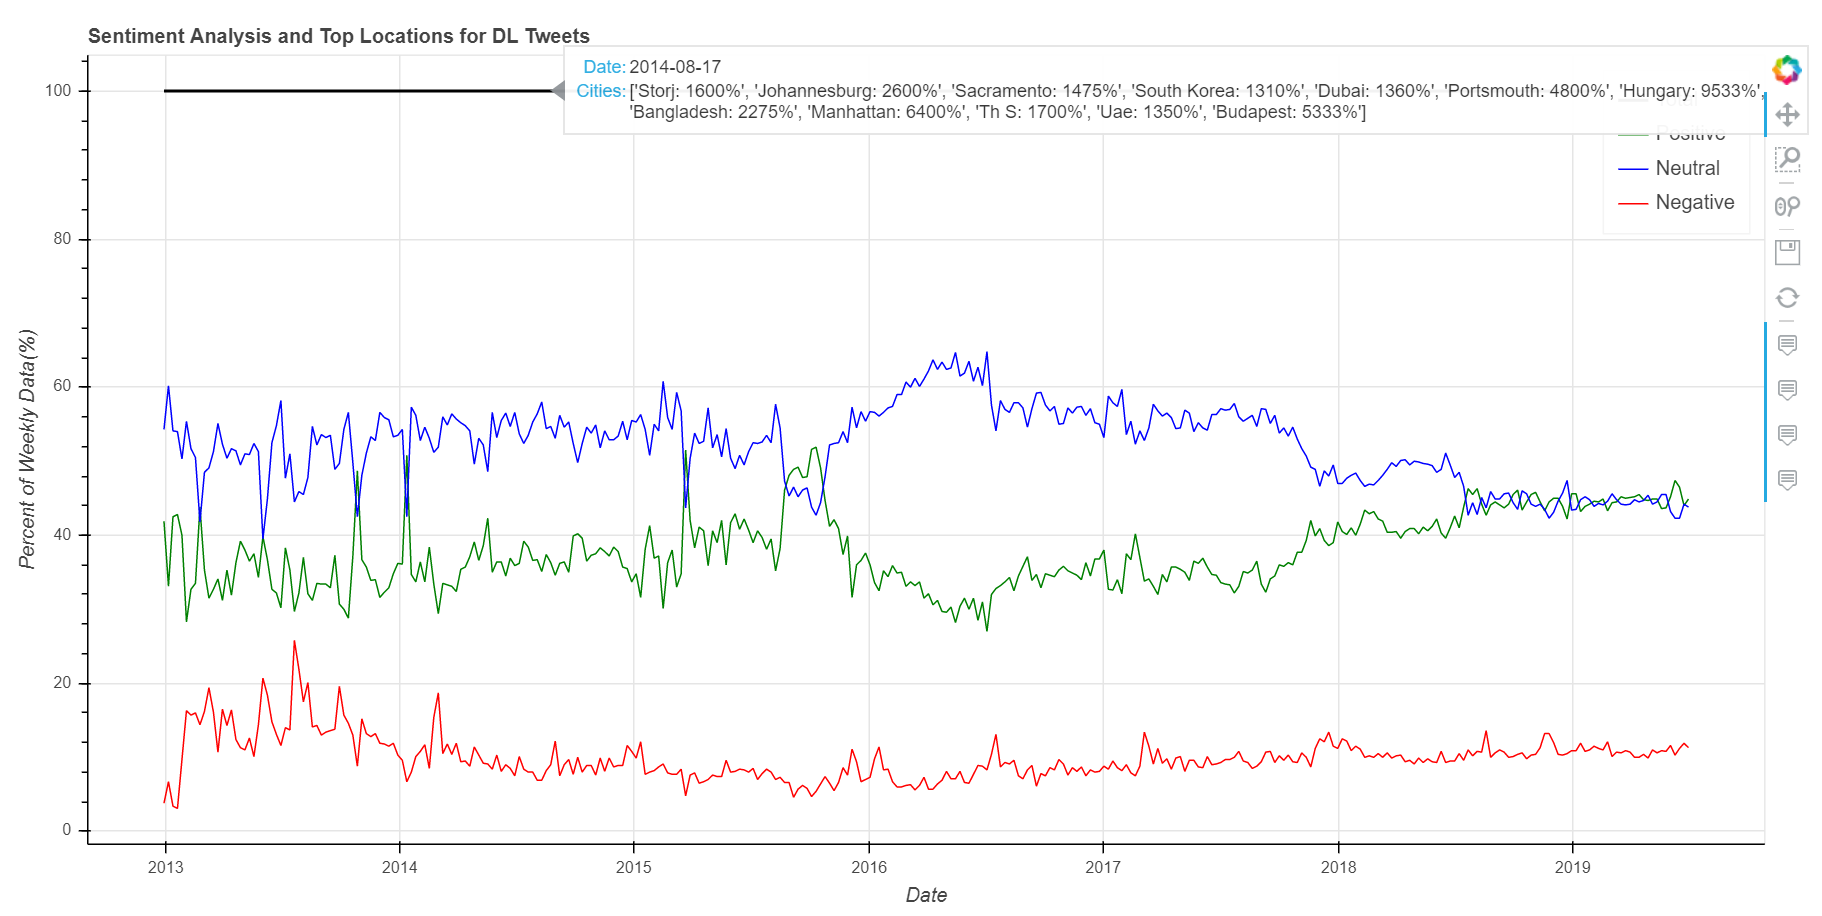 Sentiment Analysis and Top Locations for DL Tweets
Date: 2014-08-17
Cities: ['Storj: 1600%', 'Johannesburg: 2600%', 'Sacramento: 1475%', 'South Korea: 1310%', 'Dubai: 1360%', 'Portsmouth: 4800%', 'Hungary: 9533%',
'Bangladesh: 2275%', 'Manhattan: 6400%', 'Th S: 1700%', 'Uae: 1350%', 'Budapest: 5333%']
Positive
Neutral
Negative
100
80
60
40
20
0
Percent of Weekly Data(%)
2013 2014 2015 2016 2017 2018 2019
Date